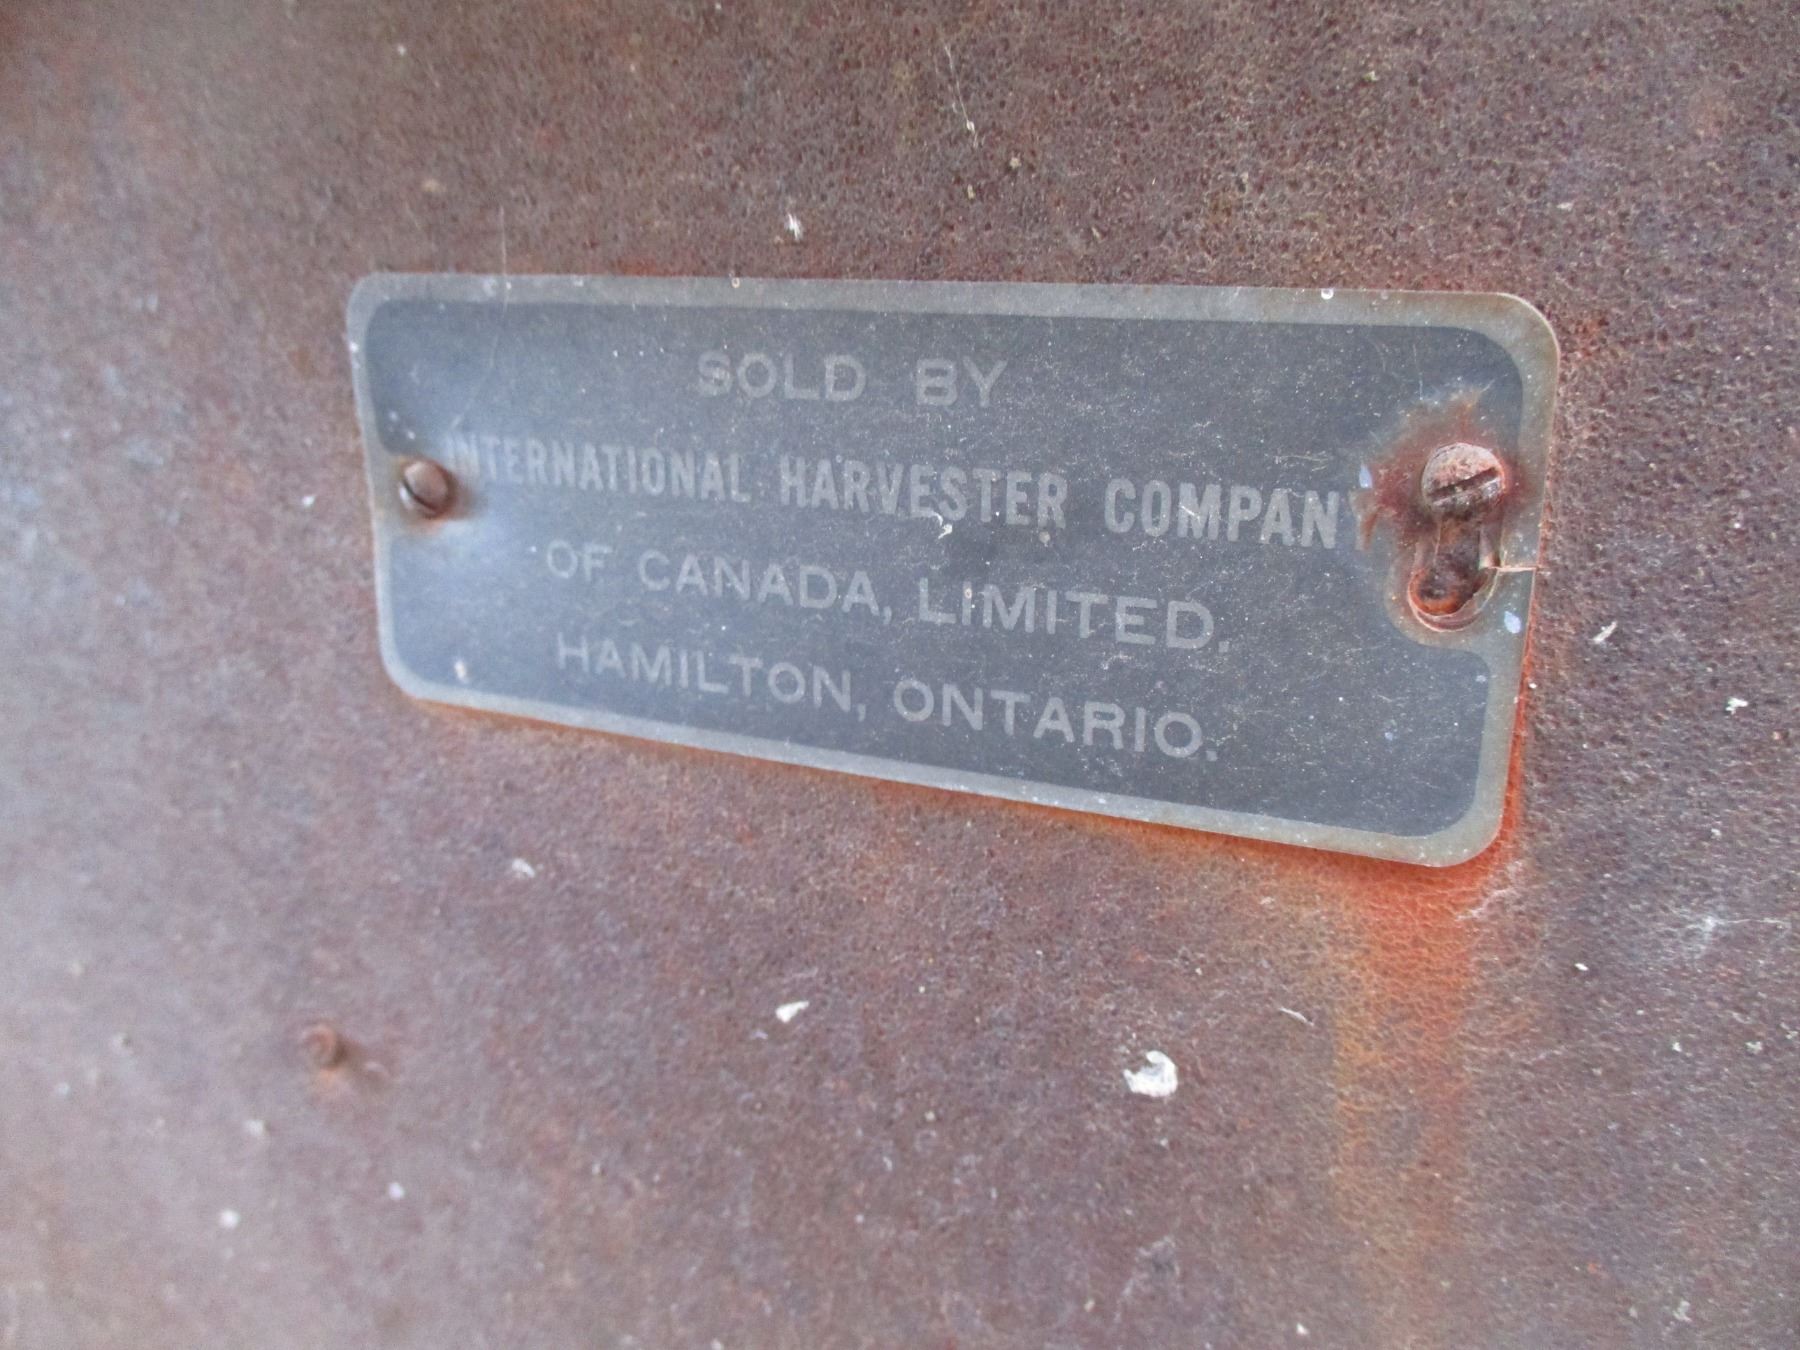 SOLD BY
INTERNATIONAL HARVESTER COMPANY
OF CANADA, LIMITED.
HAMILTON, ONTARIO.